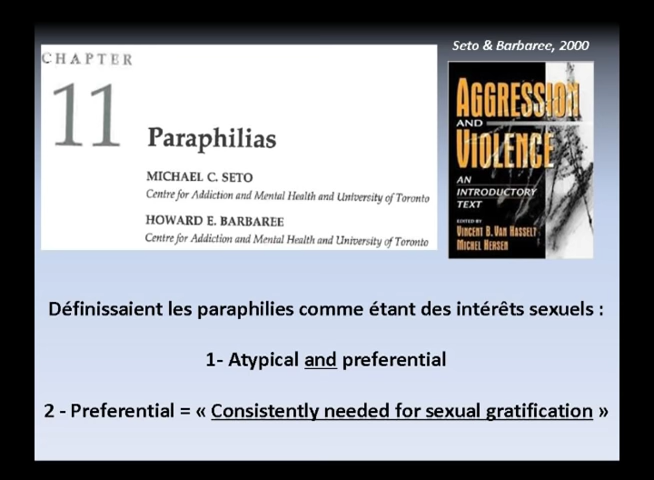 CHAPTER
11
Paraphilias
MICHAEL C. SETO
Centre for Addiction and Mental Health and University of Toronto
HOWARD E. BARBAREE
Centre for Addiction and Mental Health and University of Toronto
Seto & Barbaree, 2000
AGGRESSION
AND
VIOLENCE
AN
INTRODUCTORY
TEXT
EDITED BY
VINCENT B. VAN HASSELT
MICHEL HERSEN
Définissaient les paraphilies comme étant des intérêts sexuels :
1- Atypical and preferential
2 - Preferential = « Consistently needed for sexual gratification »